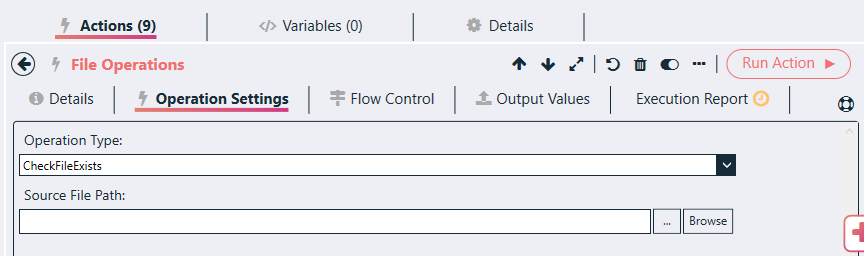 Actions (9) Variables (0) Details
File Operations Run Action
Details Operation Settings Flow Control Output Values Execution Report
Operation Type:
CheckFileExists
Source File Path:
... Browse